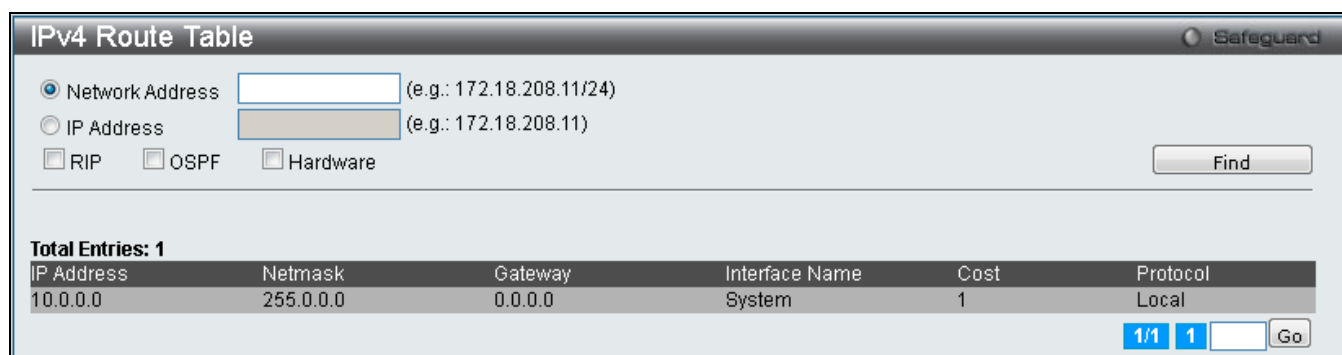 IPv4 Route Table Safeguard
Network Address (e.g.: 172.18.208.11/24)
IP Address (e.g.: 172.18.208.11)
RIP OSPF Hardware Find
Total Entries: 1
IP Address Netmask Gateway Interface Name Cost Protocol
10.0.0.0 255.0.0.0 0.0.0.0 System 1 Local
1/1 1 Go